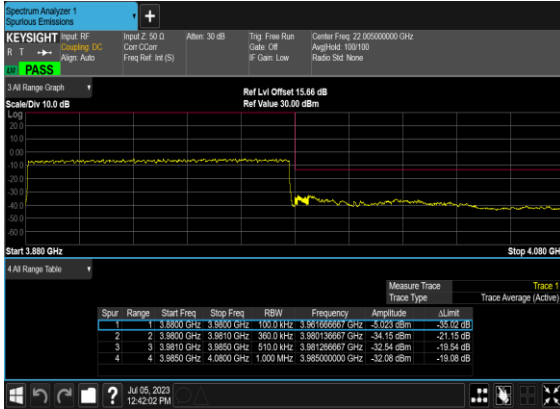 Spectrum Analyzer 1
Spurious Emissions
+
KEYSIGHT Input: RF Input Z: 50 Ω Atten: 30 dB Trig: Free Run Center Freq: 22.005000000 GHz
R T Coupling: DC Corr CCorr Gate: Off Avg|Hold: 100/100
Align: Auto Freq Ref: Int (S) IF Gain: Low Radio Std: None
PASS
3 All Range Graph
Ref Lvl Offset 15.66 dB
Scale/Div 10.0 dB Ref Value 30.00 dBm
Log
20.0
10.0
0.00
-10.0
-20.0
-30.0
-40.0
-50.0
-60.0
Start 3.880 GHz Stop 4.080 GH
4 All Range Table
Measure Trace Trace 1
Trace Type Trace Average (Active)
Spur Range Start Freq Stop Freq RBW Frequency Amplitude ΔLimit
1 1 3.8800 GHz 3.9800 GHz 100.0 kHz 3.961666667 GHz -5.023 dBm -35.02 dB
2 2 3.9800 GHz 3.9810 GHz 360.0 kHz 3.980136667 GHz -34.15 dBm -21.15 dB
3 3 3.9810 GHz 3.9850 GHz 510.0 kHz 3.981266667 GHz -32.54 dBm -19.54 dB
4 4 3.9850 GHz 4.0800 GHz 1.000 MHz 3.985000000 GHz -32.08 dBm -19.08 dB
?
Jul 05, 2023
12:42:02 PM